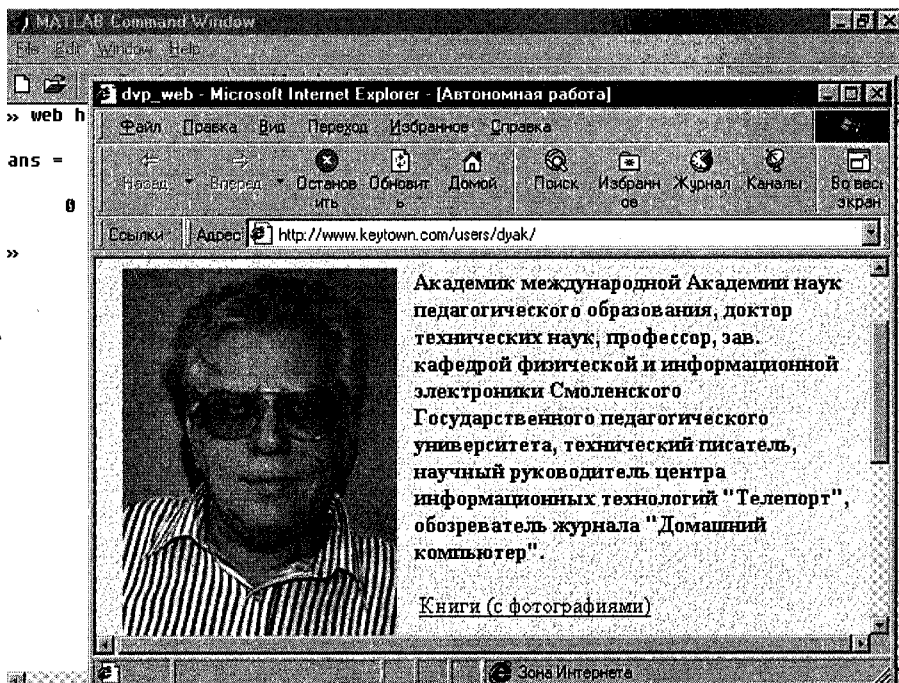 MATLAB Command Window
File Edit Window Help
» web h
ans =
0
»
dvp_web - Microsoft Internet Explorer - [Автономная работа]
Файл Правка Вид Переход Избранное Справка
Назад Вперед Останов Обновит Домой Поиск Избранн Журнал Каналы Во весь
ить ь ое экран
Ссылки Адрес http://www.keytown.com/users/dyak/
Академик международной Академии наук
педагогического образования, доктор
технических наук, профессор, зав.
кафедрой физической и информационной
электроники Смоленского
Государственного педагогического
университета, технический писатель,
научный руководитель центра
информационных технологий "Телепорт",
обозреватель журнала "Домашний
компьютер".
Книги (с фотографиями)
Зона Интернета